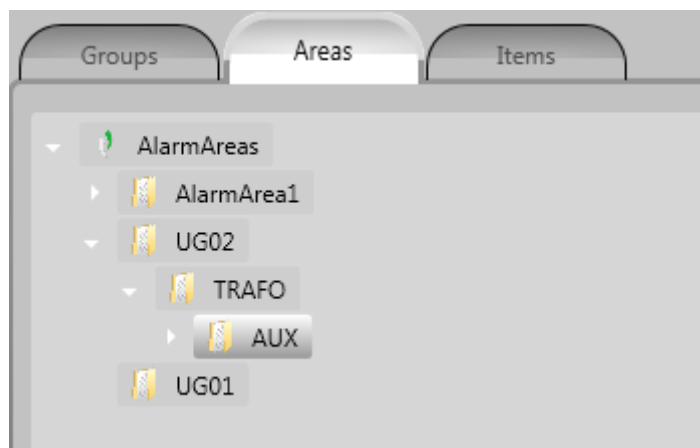 Groups Areas Items
AlarmAreas
AlarmArea1
UG02
TRAFO
AUX
UG01